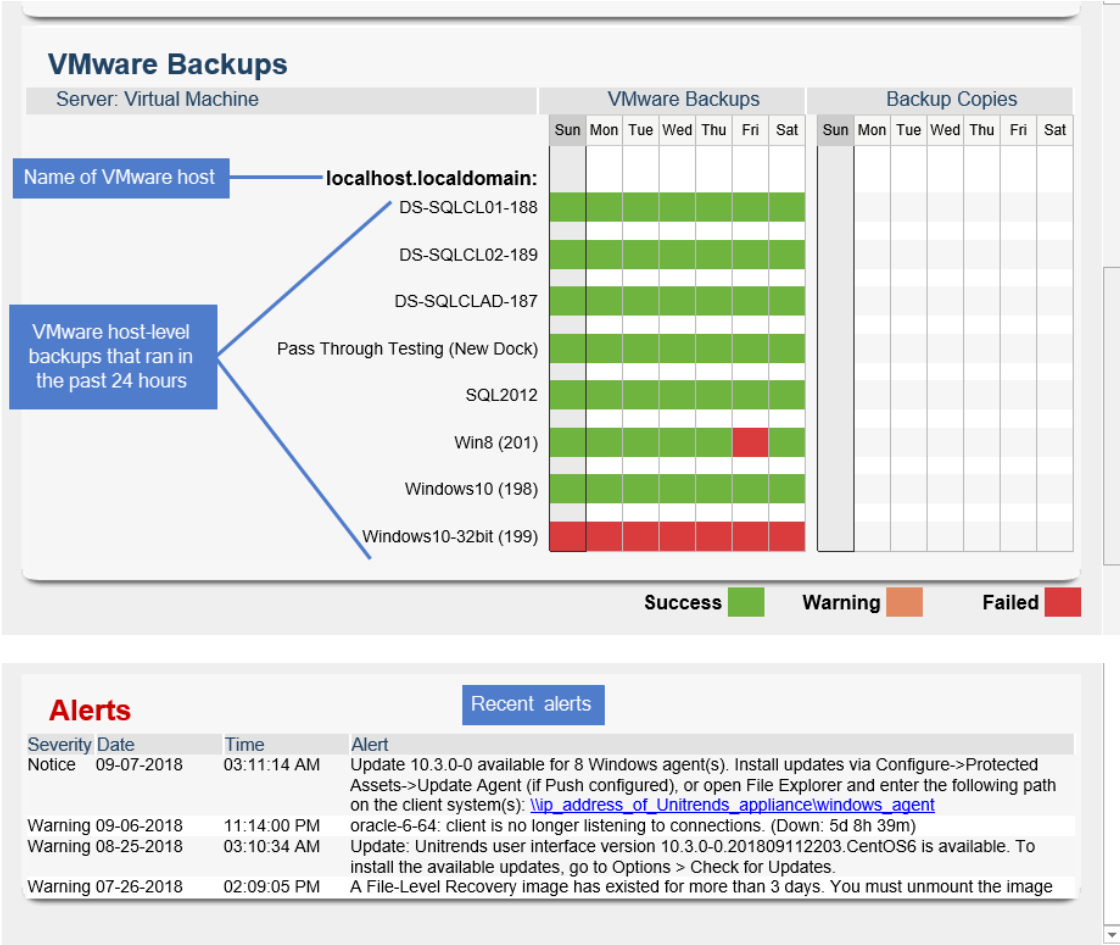 VMware Backups
Server: Virtual Machine
VMware Backups
Backup Copies
Sun Mon Tue Wed Thu Fri Sat
Sun Mon Tue Wed Thu Fri Sat
Name of VMware host
localhost.localdomain:
DS-SQLCL01-188
DS-SQLCL02-189
DS-SQLCLAD-187
VMware host-level
backups that ran in
the past 24 hours
Pass Through Testing (New Dock)
SQL2012
Win8 (201)
Windows10 (198)
Windows10-32bit (199)
Success
Warning
Failed
Alerts
Recent alerts
Severity Date Time Alert
Notice 09-07-2018 03:11:14 AM Update 10.3.0-0 available for 8 Windows agent(s). Install updates via Configure->Protected
Assets->Update Agent (if Push configured), or open File Explorer and enter the following path
on the client system(s): \\ip_address_of_Unitrends_appliance\windows_agent
Warning 09-06-2018 11:14:00 PM oracle-6-64: client is no longer listening to connections. (Down: 5d 8h 39m)
Warning 08-25-2018 03:10:34 AM Update: Unitrends user interface version 10.3.0-0.201809112203.CentOS6 is available. To
install the available updates, go to Options > Check for Updates.
Warning 07-26-2018 02:09:05 PM A File-Level Recovery image has existed for more than 3 days. You must unmount the image